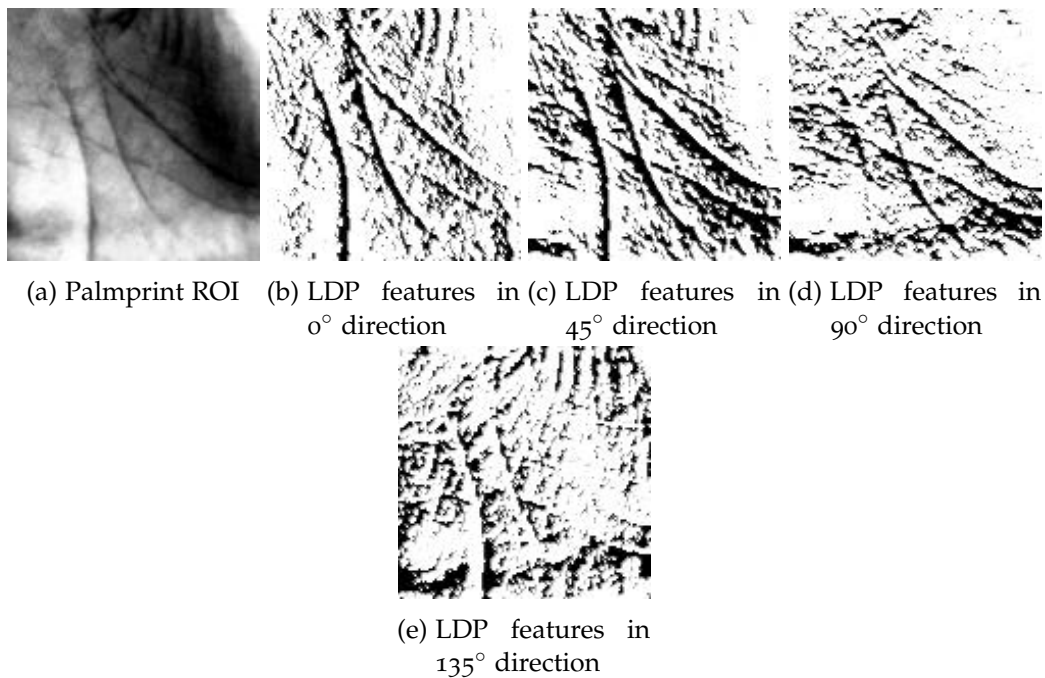 (a) Palmprint ROI
(b) LDP features in
0° direction
(c) LDP features in
45° direction
(d) LDP features in
90° direction
(e) LDP features in
135° direction